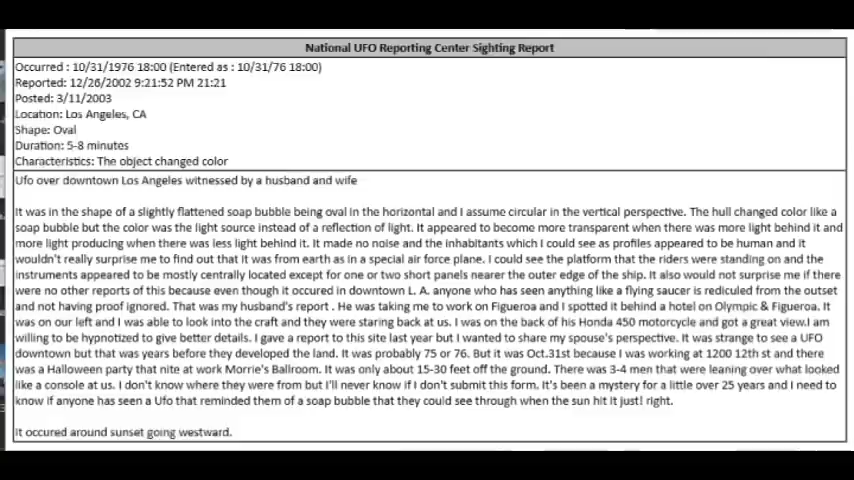 National UFO Reporting Center Sighting Report
Occurred : 10/31/1976 18:00 (Entered as : 10/31/76 18:00)
Reported: 12/26/2002 9:21:52 PM 21:21
Posted: 3/11/2003
Location: Los Angeles, CA
Shape: Oval
Duration: 5-8 minutes
Characteristics: The object changed color
Ufo over downtown Los Angeles witnessed by a husband and wife
It was in the shape of a slightly flattened soap bubble being oval in the horizontal and I assume circular in the vertical perspective. The hull changed color like a
soap bubble but the color was the light source instead of a reflection of light. It appeared to become more transparent when there was more light behind it and
more light producing when there was less light behind it. It made no noise and the inhabitants which I could see as profiles appeared to be human and it
wouldn't really surprise me to find out that it was from earth as in a special air force plane. I could see the platform that the riders were standing on and the
instruments appeared to be mostly centrally located except for one or two short panels nearer the outer edge of the ship. It also would not surprise me if there
were no other reports of this because even though it occured in downtown L. A. anyone who has seen anything like a flying saucer is rediculed from the outset
and not having proof ignored. That was my husband's report . He was taking me to work on Figueroa and I spotted it behind a hotel on Olympic & Figueroa. It
was on our left and I was able to look into the craft and they were staring back at us. I was on the back of his Honda 450 motorcycle and got a great view.I am
willing to be hypnotized to give better details. I gave a report to this site last year but I wanted to share my spouse's perspective. It was strange to see a UFO
downtown but that was years before they developed the land. It was probably 75 or 76. But it was Oct.31st because I was working at 1200 12th st and there
was a Halloween party that nite at work Morrie's Ballroom. It was only about 15-30 feet off the ground. There was 3-4 men that were leaning over what looked
like a console at us. I don't know where they were from but I'll never know if I don't submit this form. It's been a mystery for a little over 25 years and I need to
know if anyone has seen a Ufo that reminded them of a soap bubble that they could see through when the sun hit it just! right.
It occured around sunset going westward.